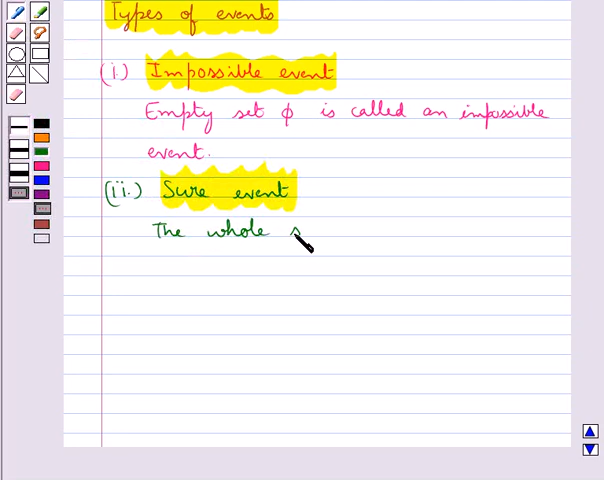 Types of events
(i.) Impossible event
Empty set ϕ is called an impossible
event.
(ii.) Sure event
The whole s